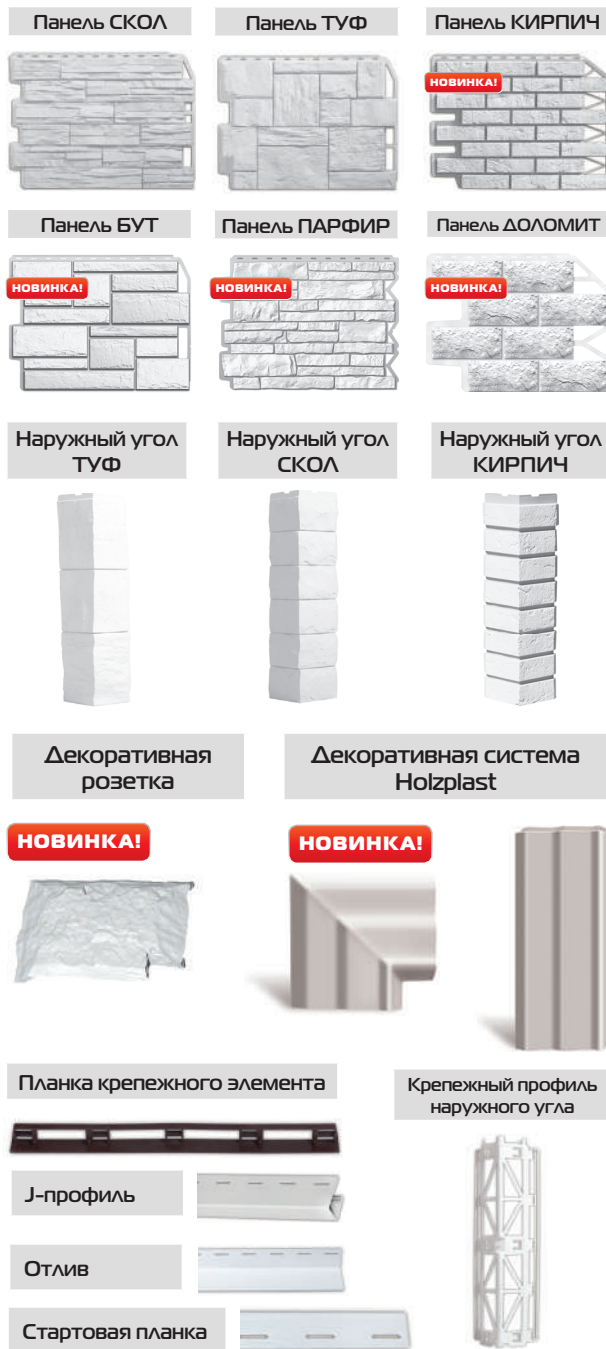 Панель СКОЛ
Панель ТУФ
Панель КИРПИЧ
НОВИНКА!
Панель БУТ
Панель ПАРФИР
Панель ДОЛОМИТ
НОВИНКА!
НОВИНКА!
НОВИНКА!
Наружный угол
ТУФ
Наружный угол
СКОЛ
Наружный угол
КИРПИЧ
Декоративная
розетка
Декоративная система
Holzplast
НОВИНКА!
НОВИНКА!
Планка крепежного элемента
Крепежный профиль
наружного угла
J-профиль
Отлив
Стартовая планка